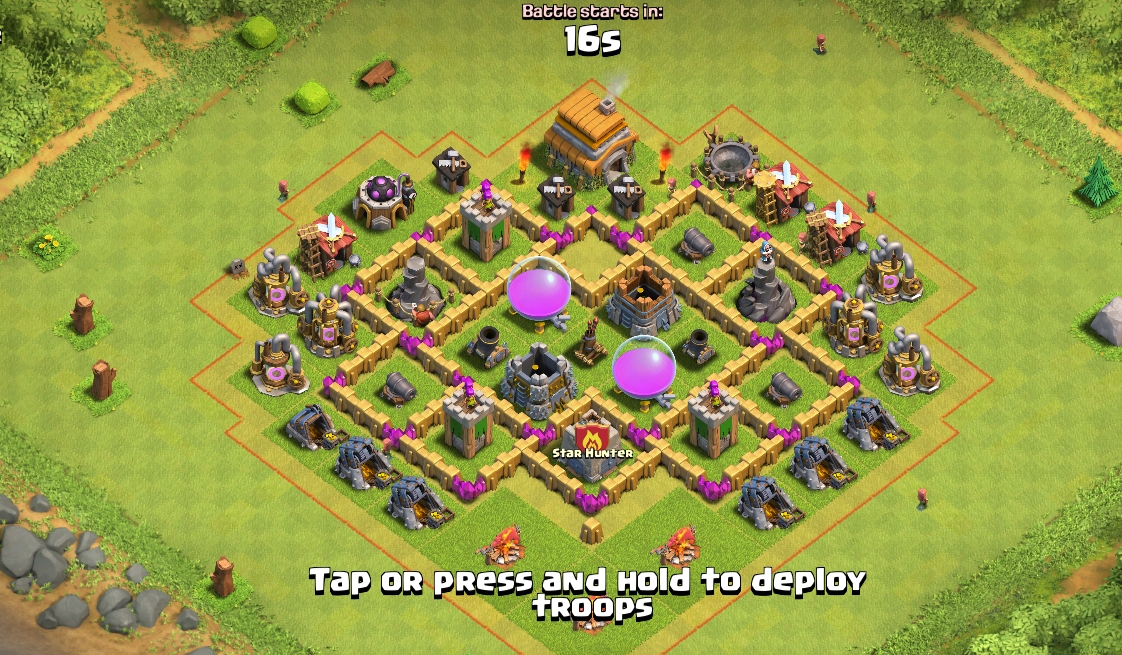 Battle starts in:
16s
Star Hunter
Tap or press and hold to deploy
troops